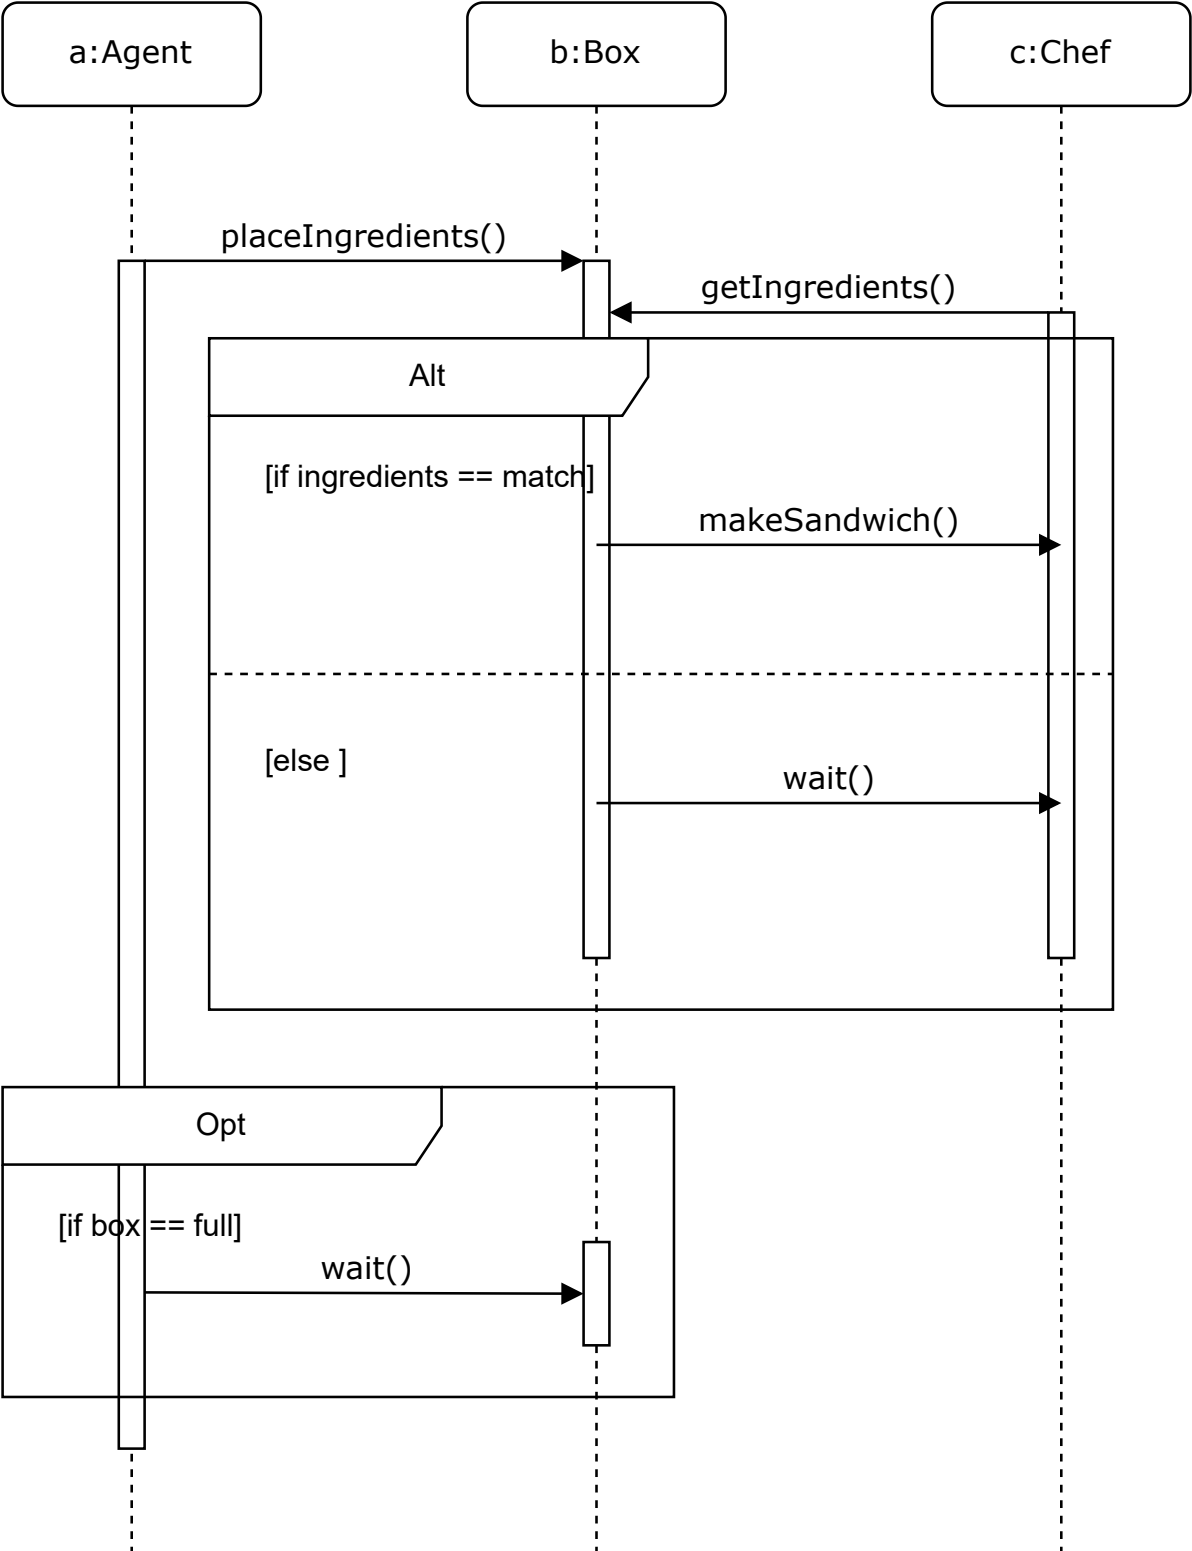 a:Agent
b:Box
c:Chef
placeIngredients()
getIngredients()
Alt
[if ingredients == match]
makeSandwich()
[else ]
wait()
Opt
[if box == full]
wait()